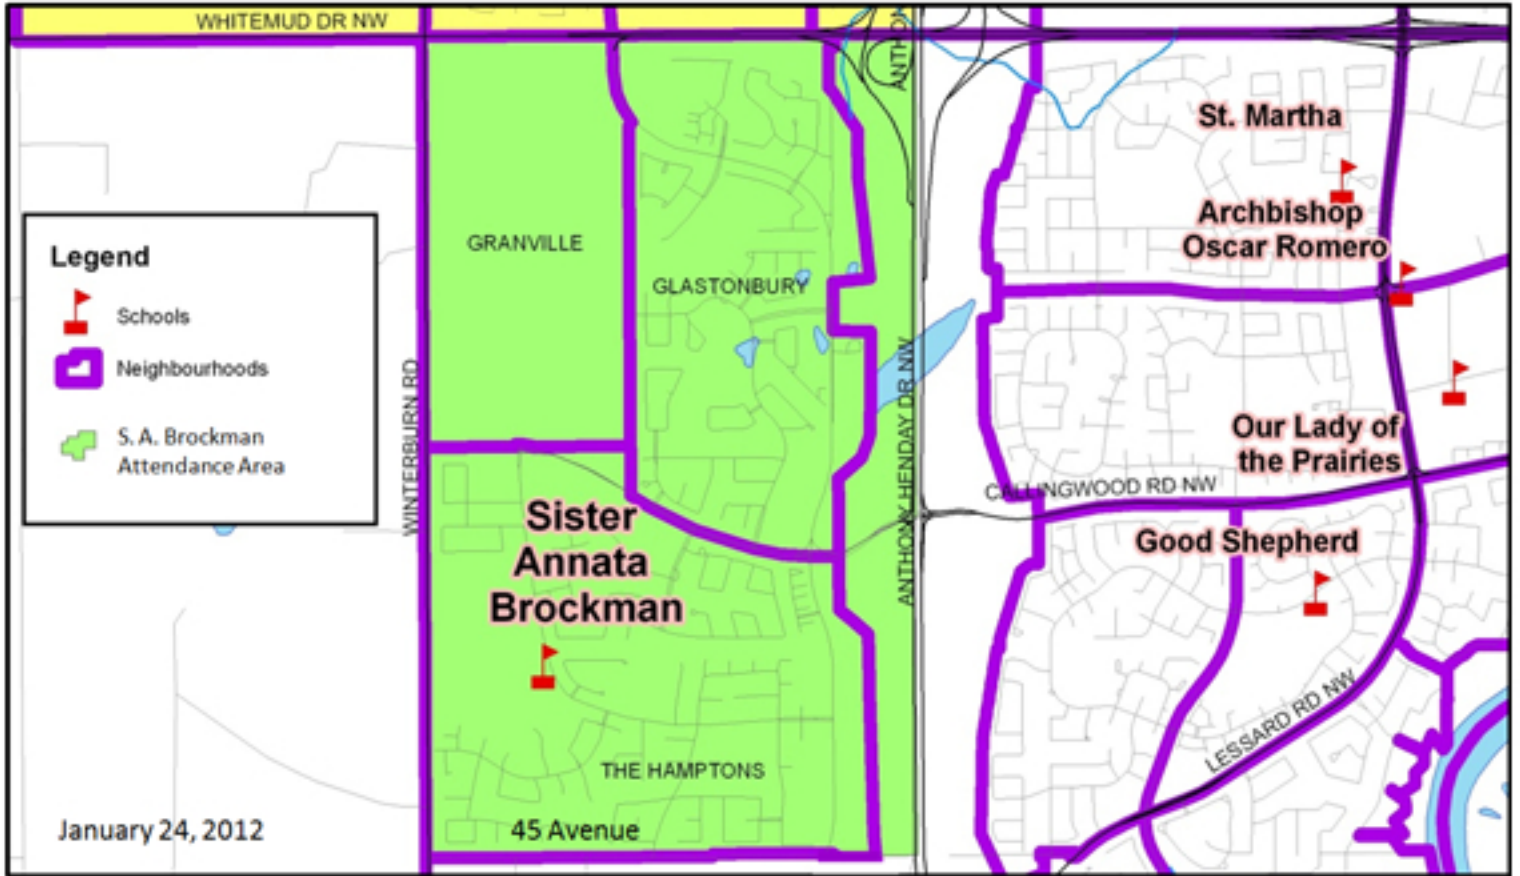 WHITEMUD DR NW
ANTHO
St. Martha
Archbishop
Oscar Romero
GRANVILLE
GLASTONBURY
Legend
Schools
Neighbourhoods
S. A. Brockman
Attendance Area
WINTERBURN RD
ANTHONY HENDAY DR NW
Our Lady of
the Prairies
CALLINGWOOD RD NW
Sister
Annata
Brockman
Good Shepherd
LESSARD RD NW
THE HAMPTONS
January 24, 2012
45 Avenue